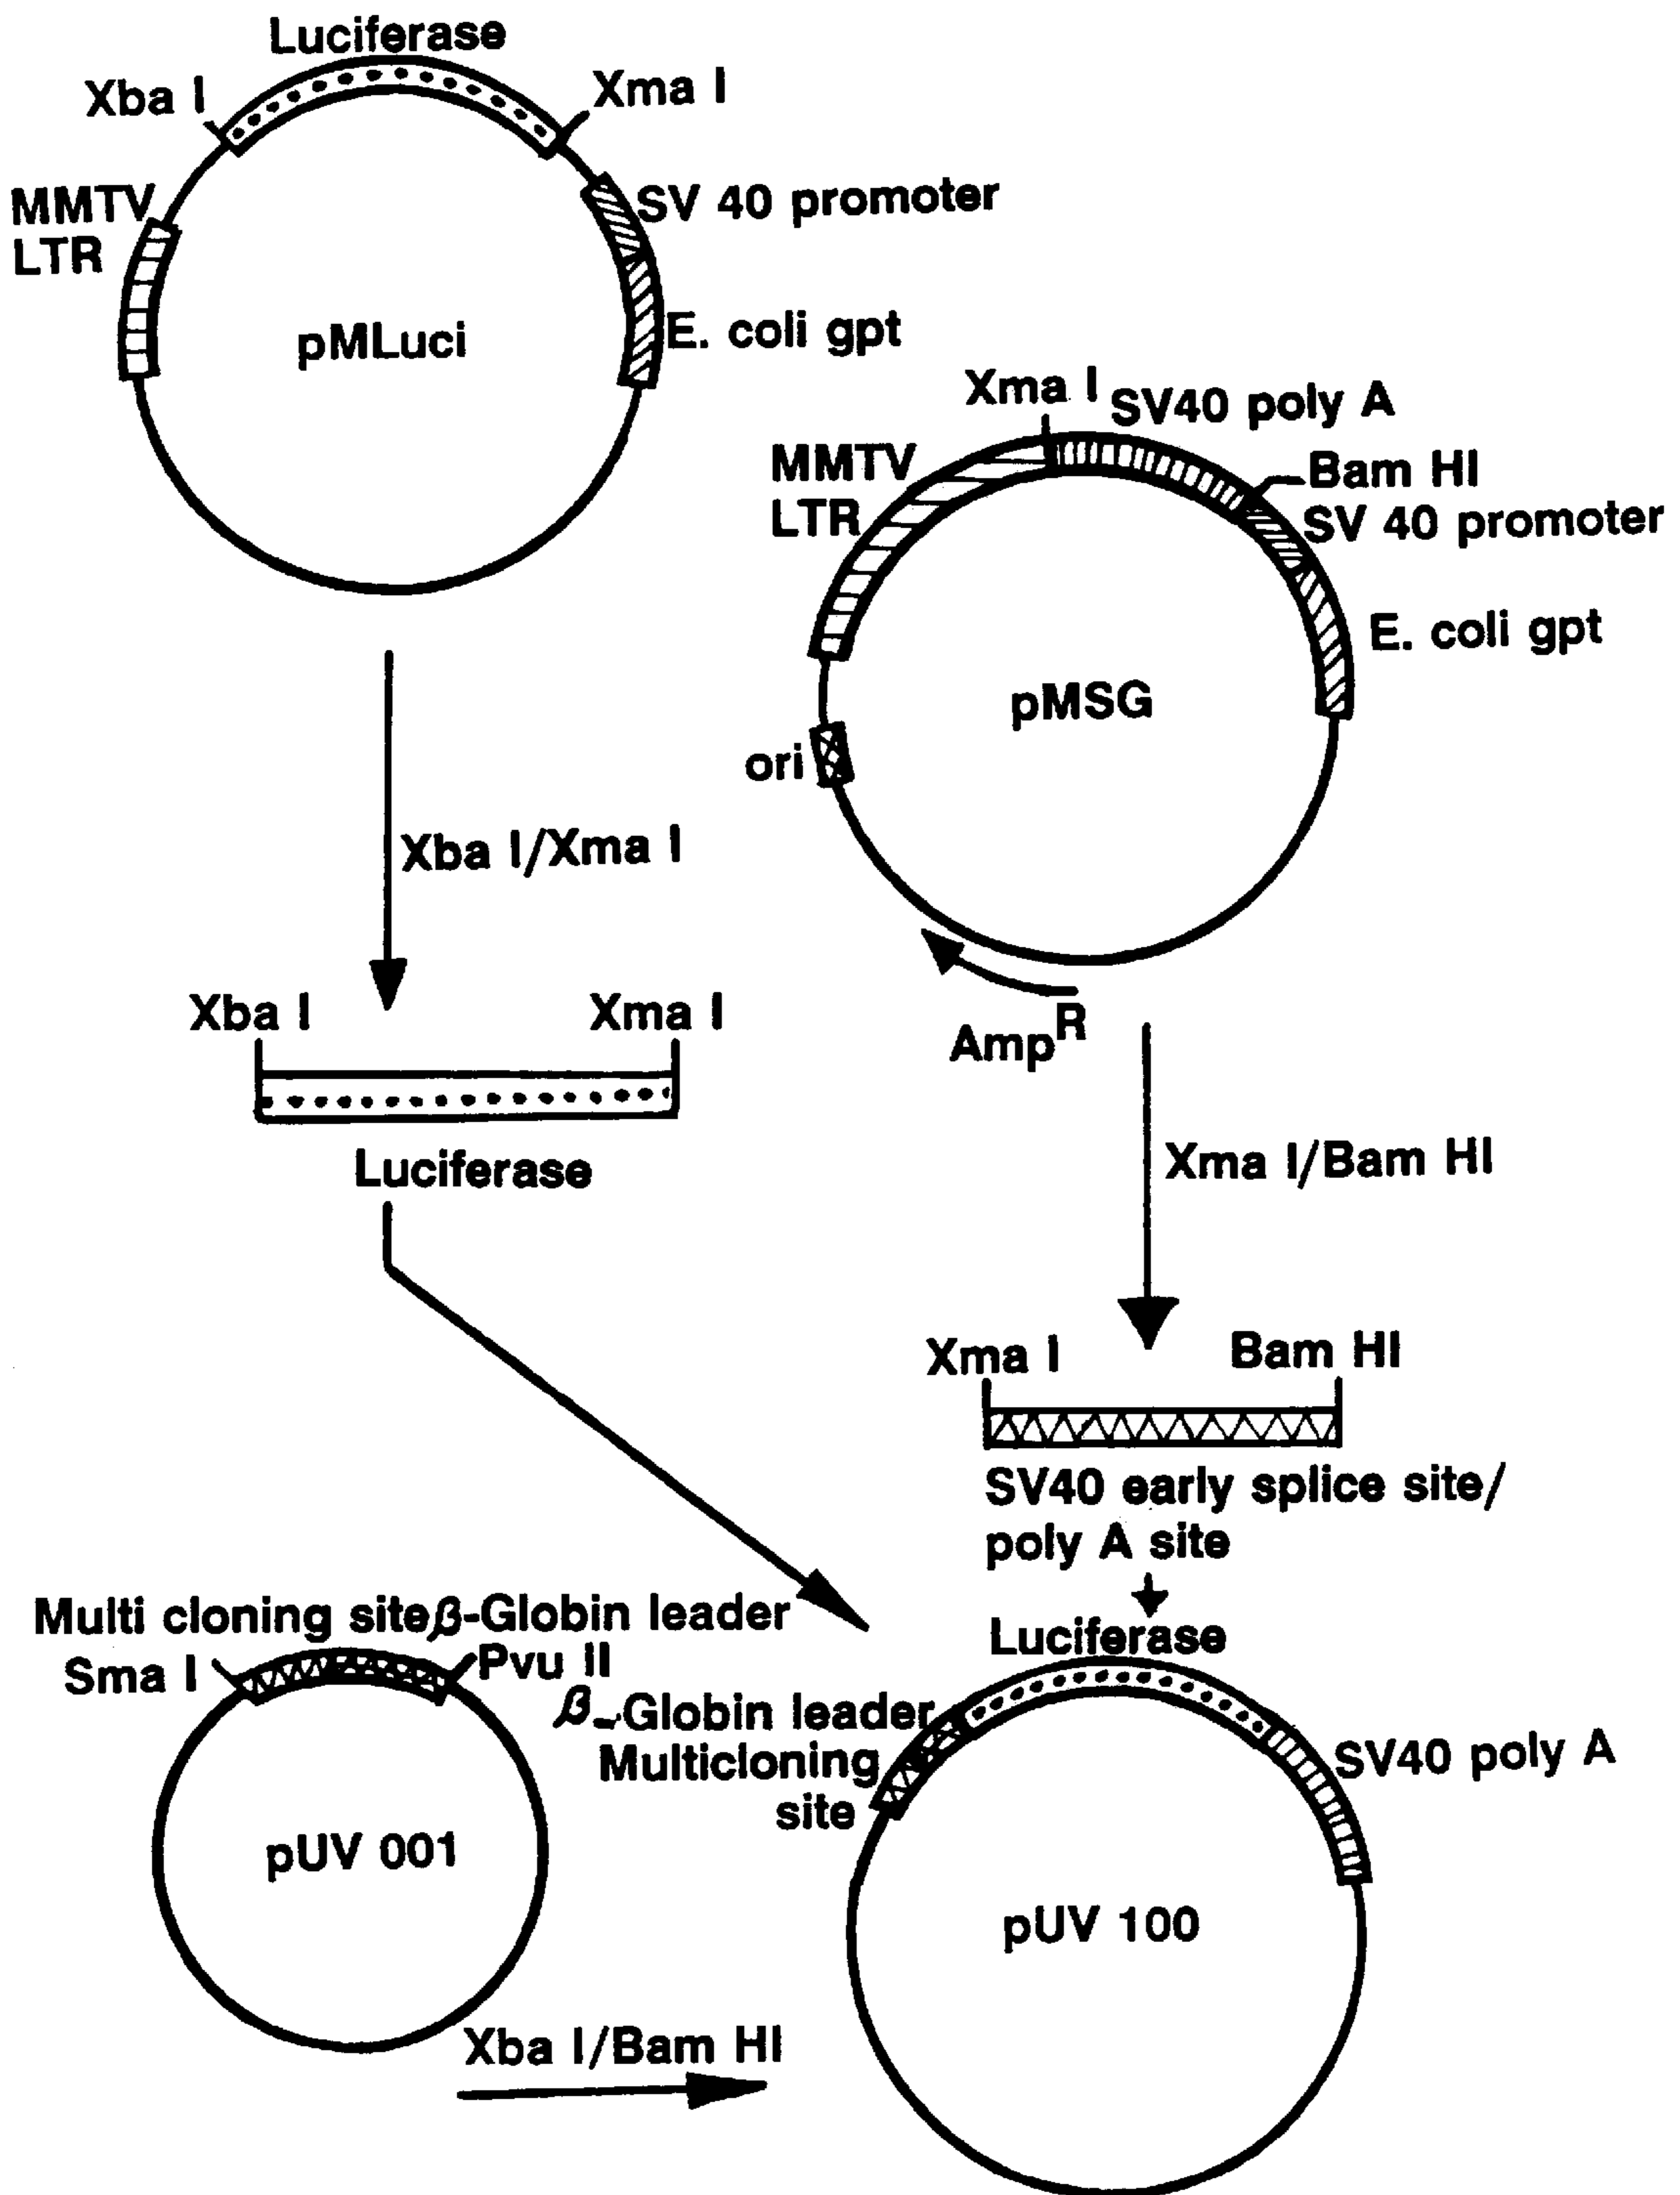 Luciferase
Xba I
Xma I
MMTV
LTR
SV 40 promoter
E. coli gpt
pMLuci
Xma I
SV40 poly A
MMTV
LTR
Bam HI
SV 40 promoter
E. coli gpt
pMSG
ori
Amp^R
Xba I/Xma I
Xba I
Xma I
Luciferase
Xma I/Bam HI
Xma I
Bam HI
SV40 early splice site/
poly A site
Multi cloning site β-Globin leader
Sma I
Pvu II
pUV 001
Xba I/Bam HI
Luciferase
β-Globin leader
Multicloning
site
SV40 poly A
pUV 100